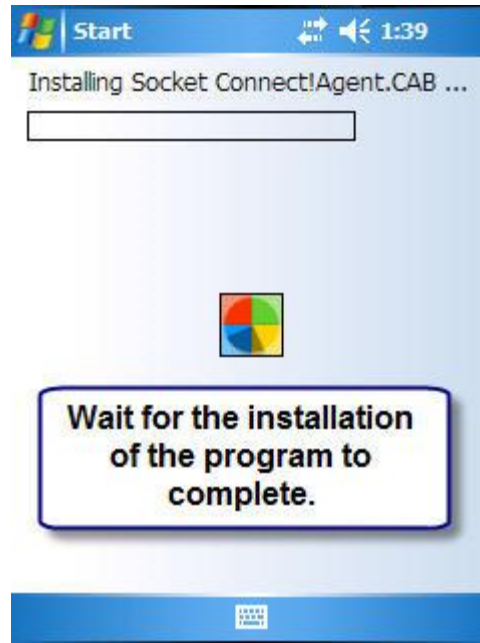 Start 1:39
Installing Socket Connect!Agent.CAB ...
Wait for the installation
of the program to
complete.